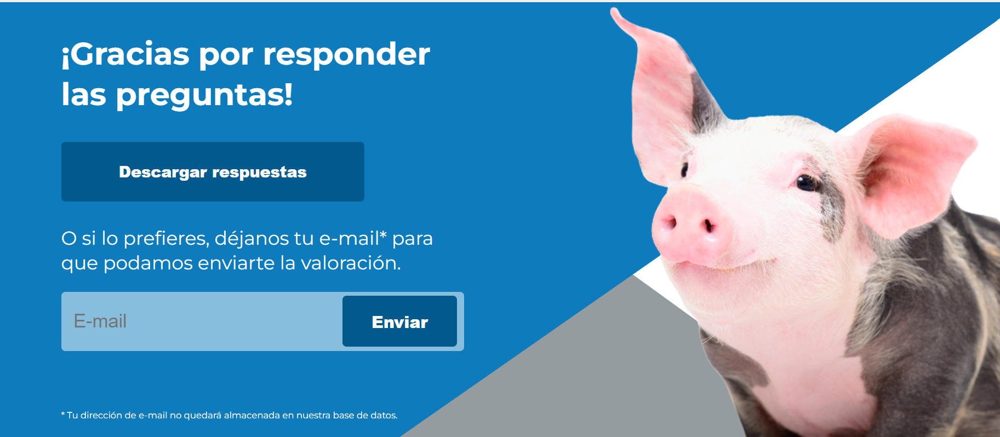 ¡Gracias por responder
las preguntas!
Descargar respuestas
O si lo prefieres, déjanos tu e-mail* para
que podamos enviarte la valoración.
E-mail
Enviar
* Tu dirección de e-mail no quedará almacenada en nuestra base de datos.